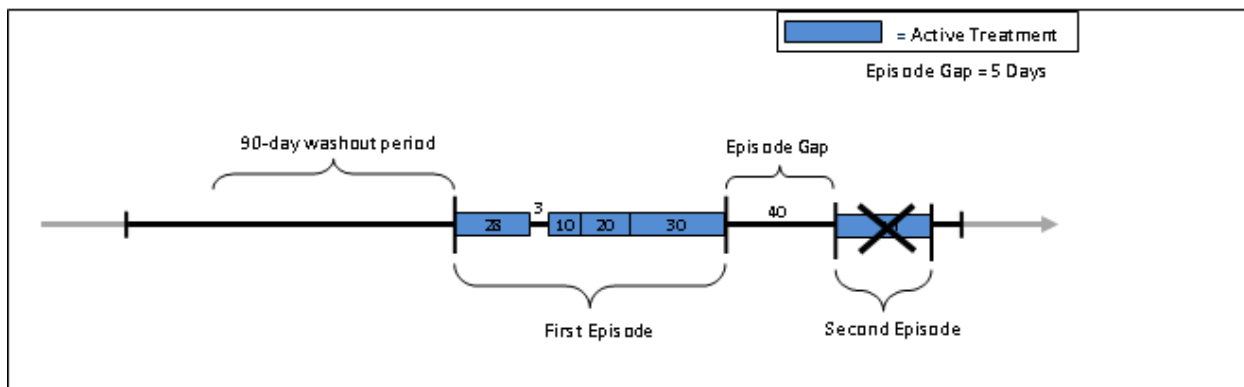 = Active Treatment
Episode Gap = 5 Days
90-day washout period
Episode Gap
28
3
10
20
30
40
First Episode
Second Episode